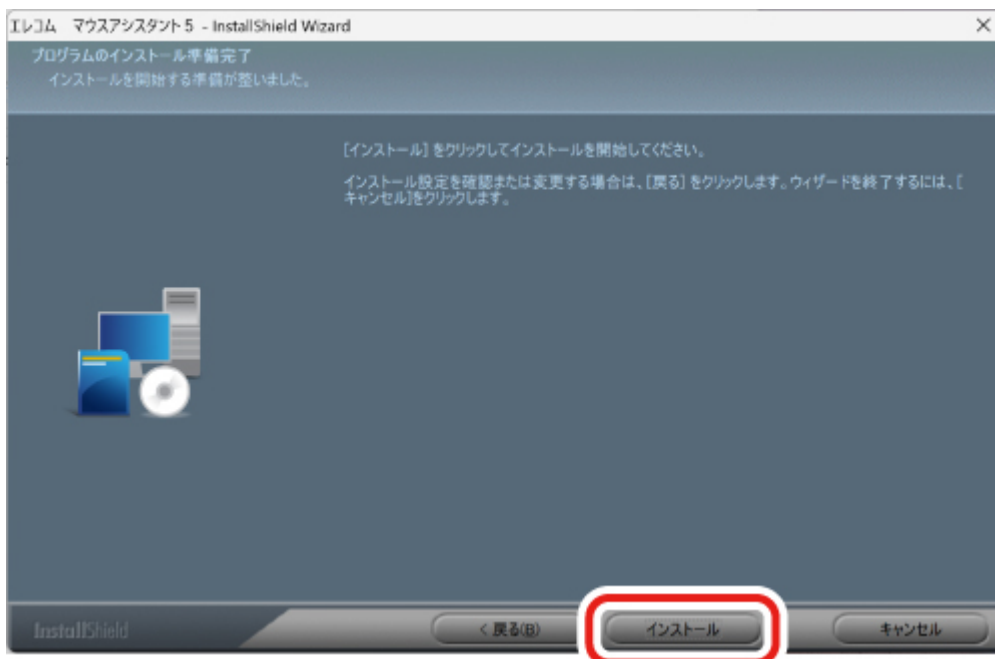 エレコム　マウスアシスタント 5 - InstallShield Wizard
プログラムのインストール準備完了
インストールを開始する準備が整いました。
[インストール] をクリックしてインストールを開始してください。
インストール設定を確認または変更する場合は、[戻る] をクリックします。ウィザードを終了するには、[
キャンセル]をクリックします。
InstallShield
< 戻る(B)
インストール
キャンセル